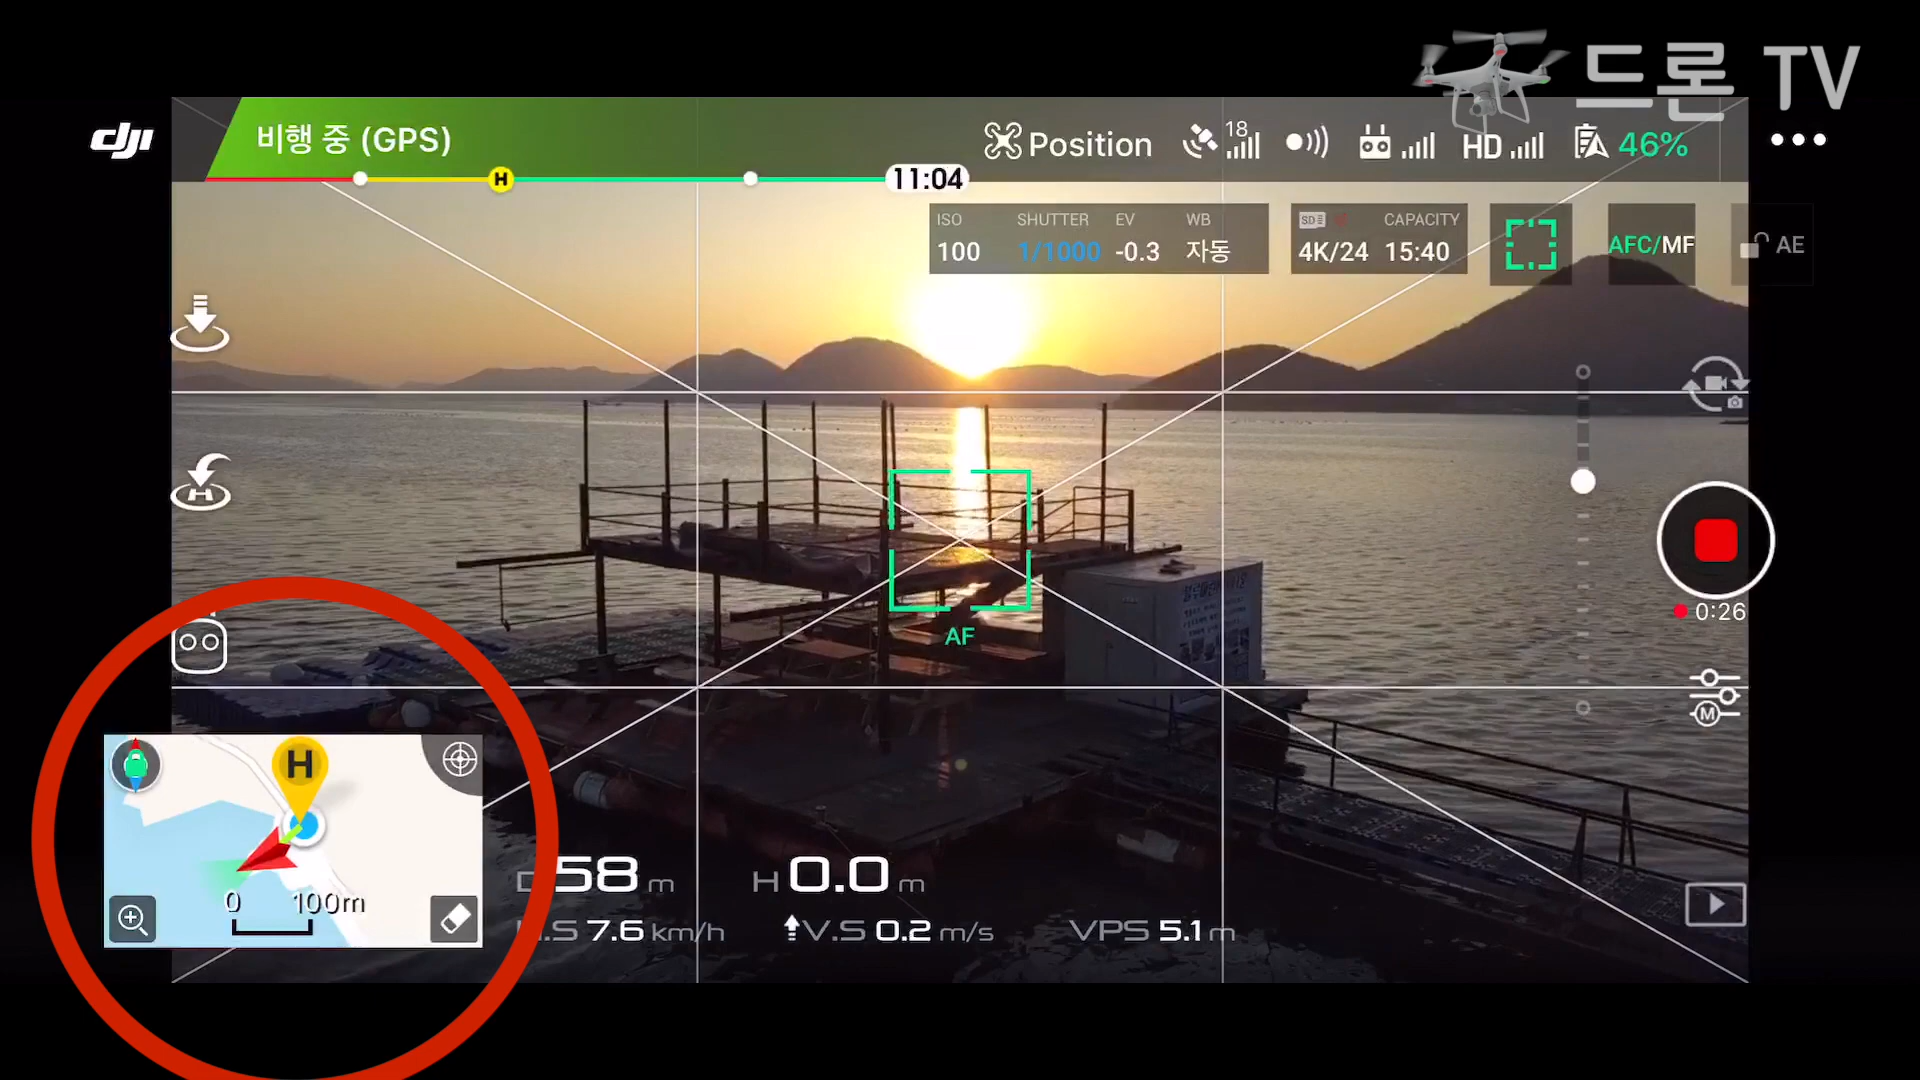 드론 TV
dji
비행 중 (GPS)
Position
18
HD
46%
H
11:04
ISO
100
SHUTTER
1/1000
EV
-0.3
WB
자동
SD
4K/24
CAPACITY
15:40
AFC/MF
AE
H
AF
0:26
M
H
0 100m
D 58 m
H 0.0 m
H.S 7.6 km/h
V.S 0.2 m/s
VPS 5.1 m